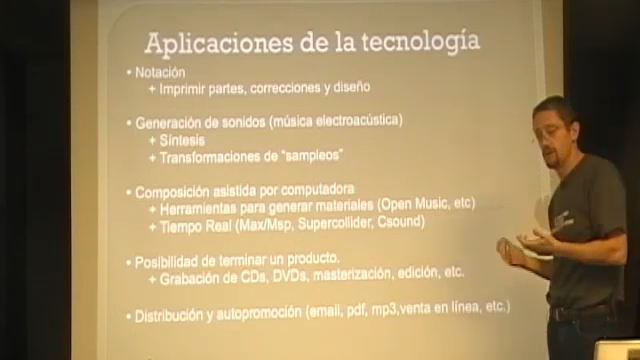 Aplicaciones de la tecnología
• Notación
+ Imprimir partes, correcciones y diseño
• Generación de sonidos (música electroacústica)
+ Síntesis
+ Transformaciones de "sampleos"
• Composición asistida por computadora
+ Herramientas para generar materiales (Open Music, etc)
+ Tiempo Real (Max/Msp, Supercollider, Csound)
• Posibilidad de terminar un producto.
+ Grabación de CDs, DVDs, masterización, edición, etc.
• Distribución y autopromoción (email, pdf, mp3,venta en línea, etc.)